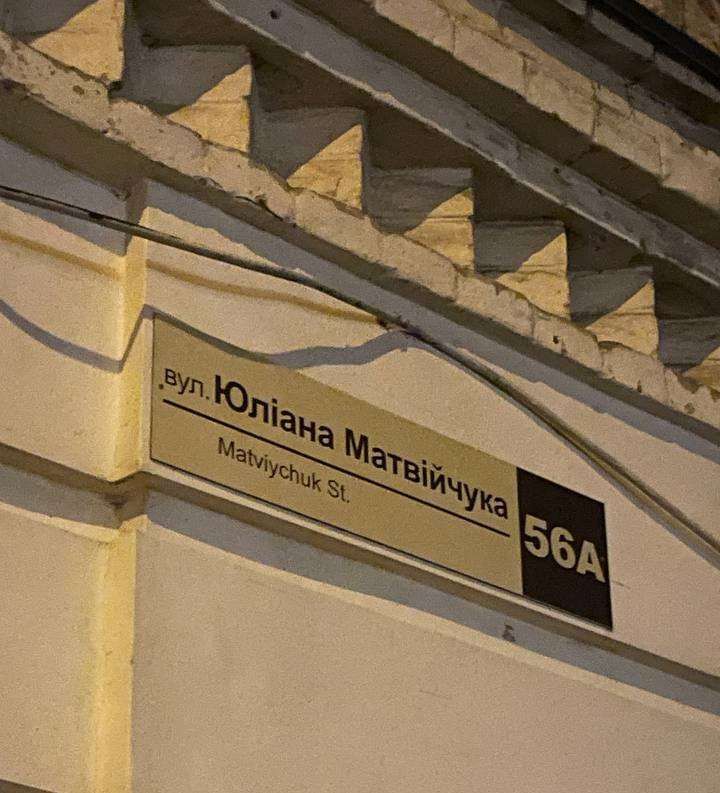 вул. Юліана Матвійчука
Matviychuk St.
56А